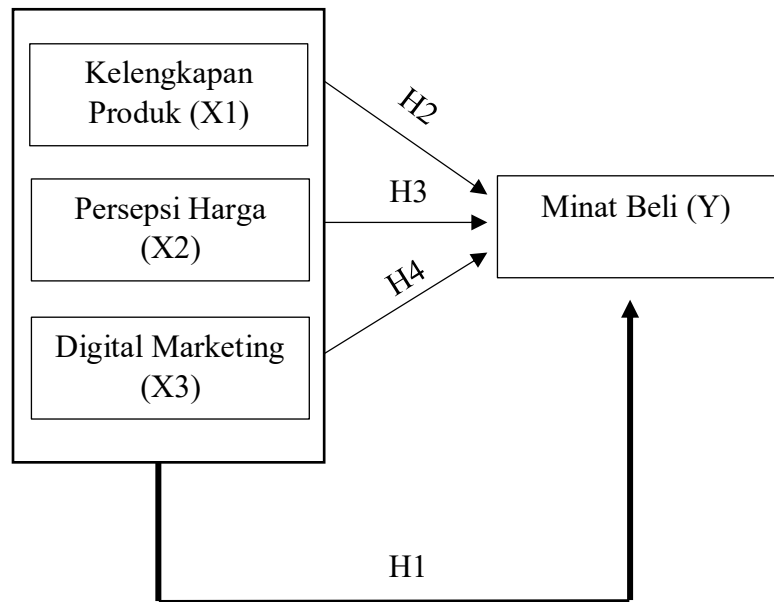 Kelengkapan
Produk (X1)
H2
Persepsi Harga
(X2)
H3
Minat Beli (Y)
H4
Digital Marketing
(X3)
H1